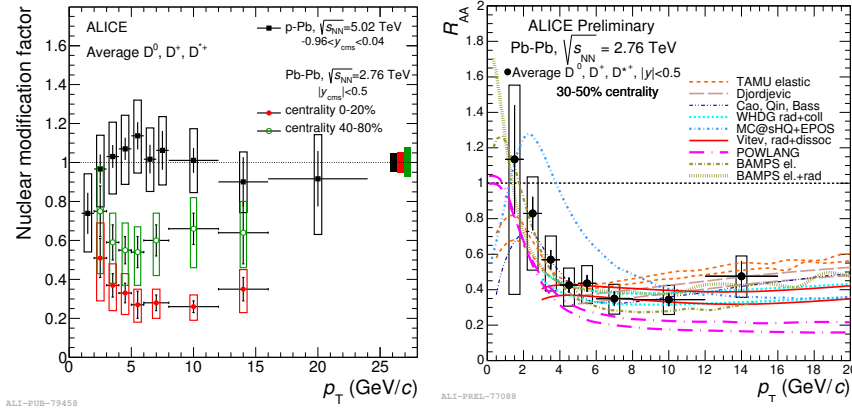 ALICE
Average D⁰, D⁺, D*⁺
p-Pb, √sNN=5.02 TeV
-0.96<ycms<0.04
Pb-Pb, √sNN=2.76 TeV
|ycms|<0.5
centrality 0-20%
centrality 40-80%
Nuclear modification factor
1.6
1.4
1.2
1
0.8
0.6
0.4
0.2
0
0 5 10 15 20 25
pT (GeV/c)
ALI-PUB-79458
RAA
ALICE Preliminary
Pb-Pb, √sNN = 2.76 TeV
Average D⁰, D⁺, D*⁺, |y|<0.5
30-50% centrality
TAMU elastic
Djordjevic
Cao, Qin, Bass
WHDG rad+coll
MC@sHQ+EPOS
Vitev, rad+dissoc
POWLANG
BAMPS el.
BAMPS el.+rad
2
1.8
1.6
1.4
1.2
1
0.8
0.6
0.4
0.2
0
0 2 4 6 8 10 12 14 16 18 20
pT (GeV/c)
ALI-PREL-77088